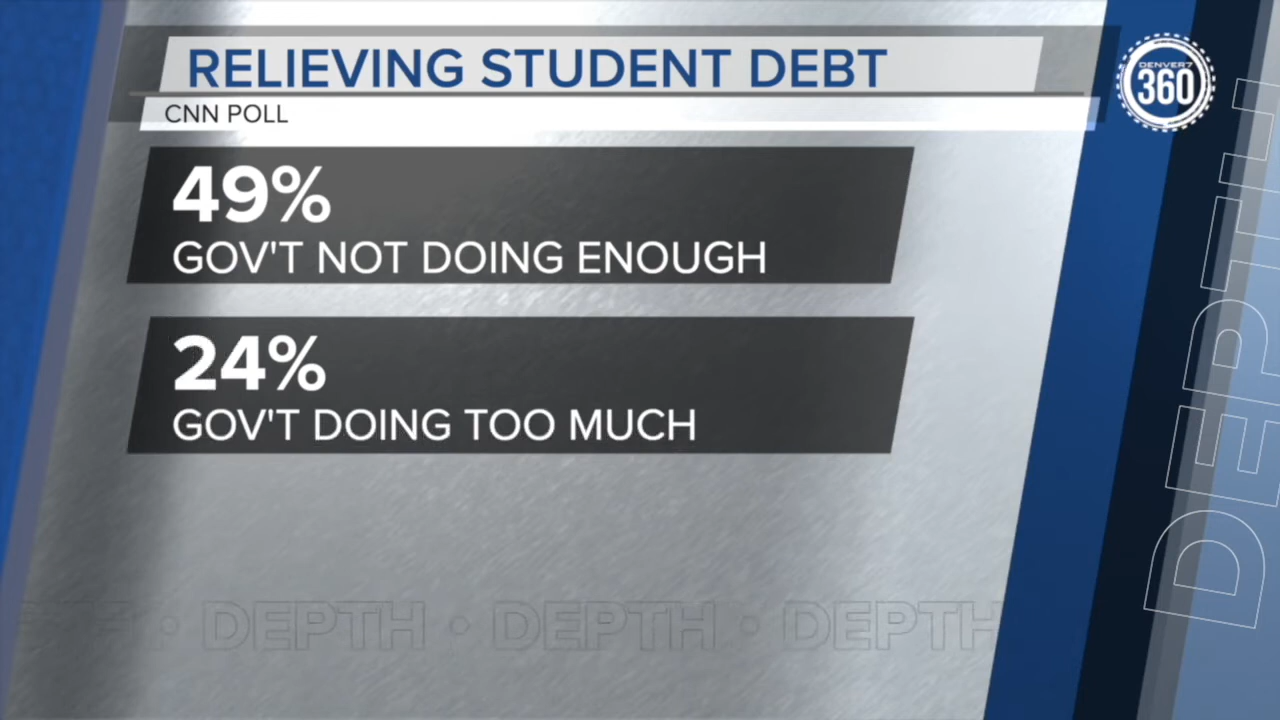 RELIEVING STUDENT DEBT
CNN POLL
DENVER7
360
49%
GOV'T NOT DOING ENOUGH
24%
GOV'T DOING TOO MUCH
DEPTH • DEPTH • DEPTH
DEPTH